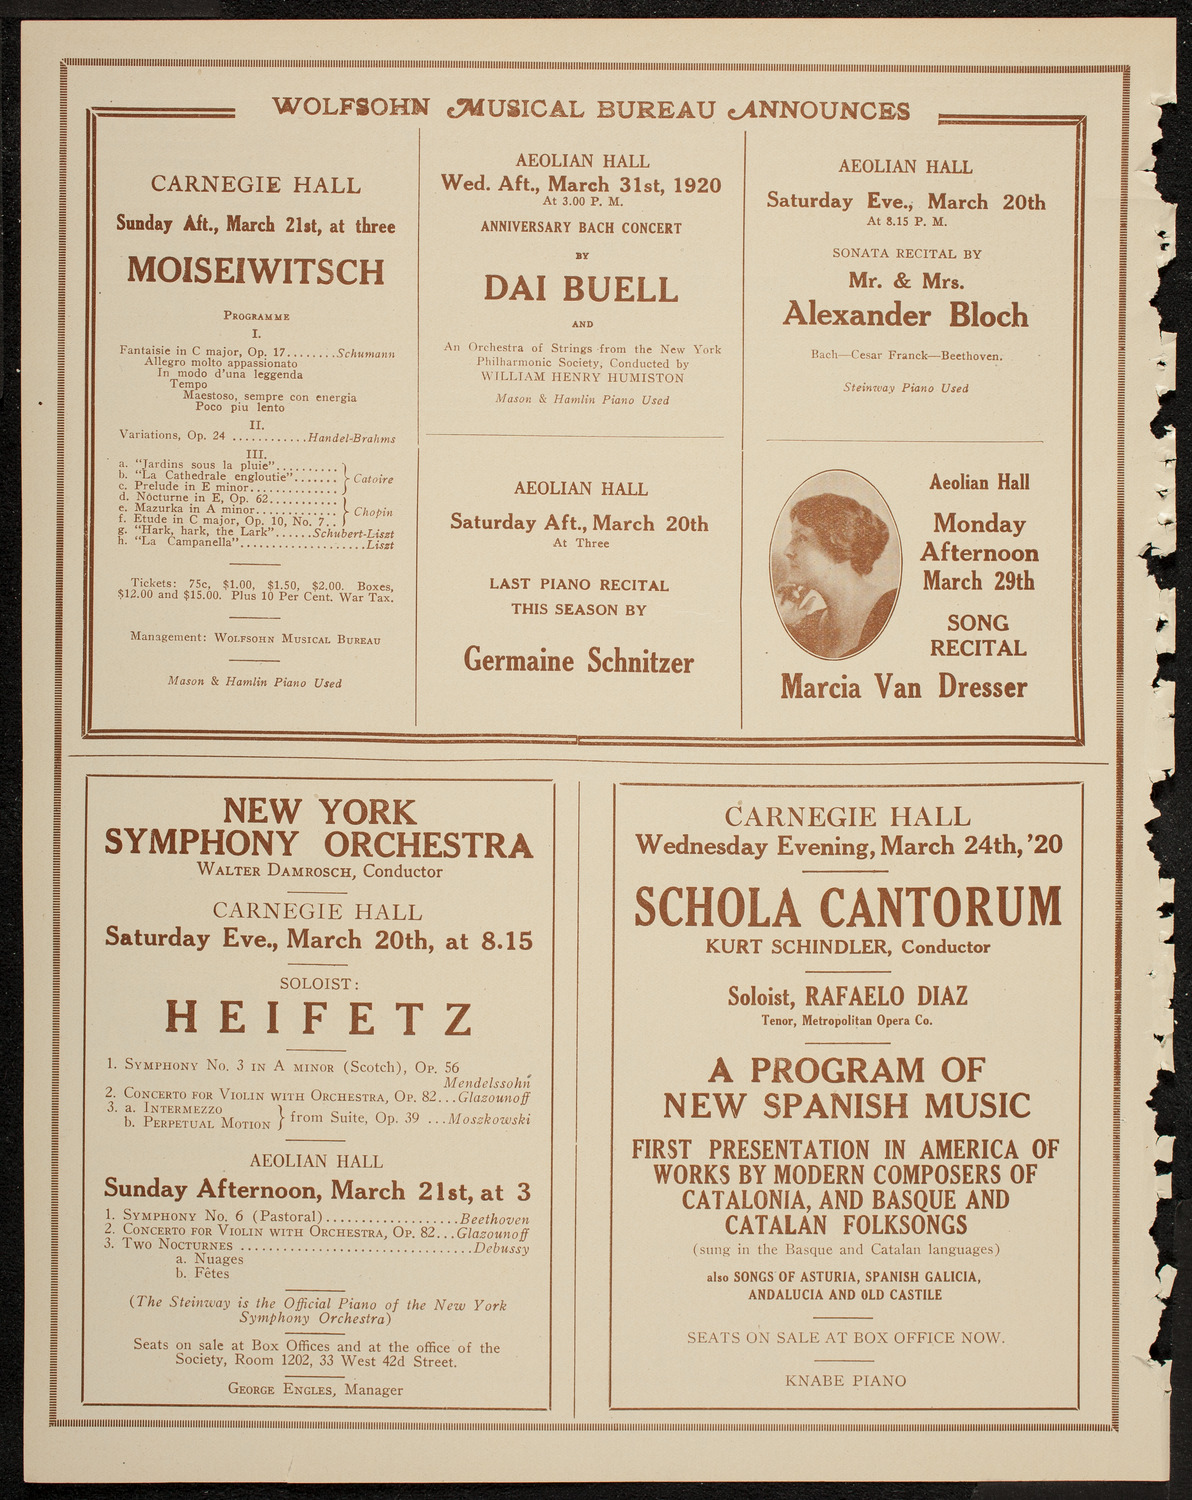 WOLFSOHN MUSICAL BUREAU ANNOUNCES
CARNEGIE HALL
Sunday Aft., March 21st, at three
MOISEIWITSCH
PROGRAMME
I.
Fantaisie in C major, Op. 17........Schumann
Allegro molto appassionato
In modo d'una leggenda
Tempo
Maestoso, sempre con energia
Poco piu lento
II.
Variations, Op. 24 ...........Handel-Brahms
III.
a. "Jardins sous la pluie"..........
b. "La Cathedrale engloutie".......
c. Prelude in E minor.............
} Catoire
d. Nocturne in E, Op. 62...........
e. Mazurka in A minor.............
f. Etude in C major, Op. 10, No. 7..
} Chopin
g. "Hark, hark, the Lark"......Schubert-Liszt
h. "La Campanella"...................Liszt
Tickets: 75c, $1.00, $1.50, $2.00. Boxes,
$12.00 and $15.00. Plus 10 Per Cent. War Tax.
Management: WOLFSOHN MUSICAL BUREAU
Mason & Hamlin Piano Used
AEOLIAN HALL
Wed. Aft., March 31st, 1920
At 3.00 P. M.
ANNIVERSARY BACH CONCERT
BY
DAI BUELL
AND
An Orchestra of Strings from the New York
Philharmonic Society, Conducted by
WILLIAM HENRY HUMISTON
Mason & Hamlin Piano Used
AEOLIAN HALL
Saturday Aft., March 20th
At Three
LAST PIANO RECITAL
THIS SEASON BY
Germaine Schnitzer
AEOLIAN HALL
Saturday Eve., March 20th
At 8.15 P. M.
SONATA RECITAL BY
Mr. & Mrs.
Alexander Bloch
Bach—Cesar Franck—Beethoven.
Steinway Piano Used
Aeolian Hall
Monday
Afternoon
March 29th
SONG
RECITAL
Marcia Van Dresser
NEW YORK
SYMPHONY ORCHESTRA
WALTER DAMROSCH, Conductor
CARNEGIE HALL
Saturday Eve., March 20th, at 8.15
SOLOIST:
HEIFETZ
1. SYMPHONY NO. 3 IN A MINOR (Scotch), OP. 56
Mendelssohn
2. CONCERTO FOR VIOLIN WITH ORCHESTRA, OP. 82...Glazounoff
3. a. INTERMEZZO
b. PERPETUAL MOTION } from Suite, Op. 39 ...Moszkowski
AEOLIAN HALL
Sunday Afternoon, March 21st, at 3
1. SYMPHONY NO. 6 (Pastoral)...................Beethoven
2. CONCERTO FOR VIOLIN WITH ORCHESTRA, OP. 82...Glazounoff
3. TWO NOCTURNES .................................Debussy
a. Nuages
b. Fêtes
(The Steinway is the Official Piano of the New York
Symphony Orchestra)
Seats on sale at Box Offices and at the office of the
Society, Room 1202, 33 West 42d Street.
GEORGE ENGLES, Manager
CARNEGIE HALL
Wednesday Evening, March 24th, '20
SCHOLA CANTORUM
KURT SCHINDLER, Conductor
Soloist, RAFAELO DIAZ
Tenor, Metropolitan Opera Co.
A PROGRAM OF
NEW SPANISH MUSIC
FIRST PRESENTATION IN AMERICA OF
WORKS BY MODERN COMPOSERS OF
CATALONIA, AND BASQUE AND
CATALAN FOLKSONGS
(sung in the Basque and Catalan languages)
also SONGS OF ASTURIA, SPANISH GALICIA,
ANDALUCIA AND OLD CASTILE
SEATS ON SALE AT BOX OFFICE NOW.
KNABE PIANO